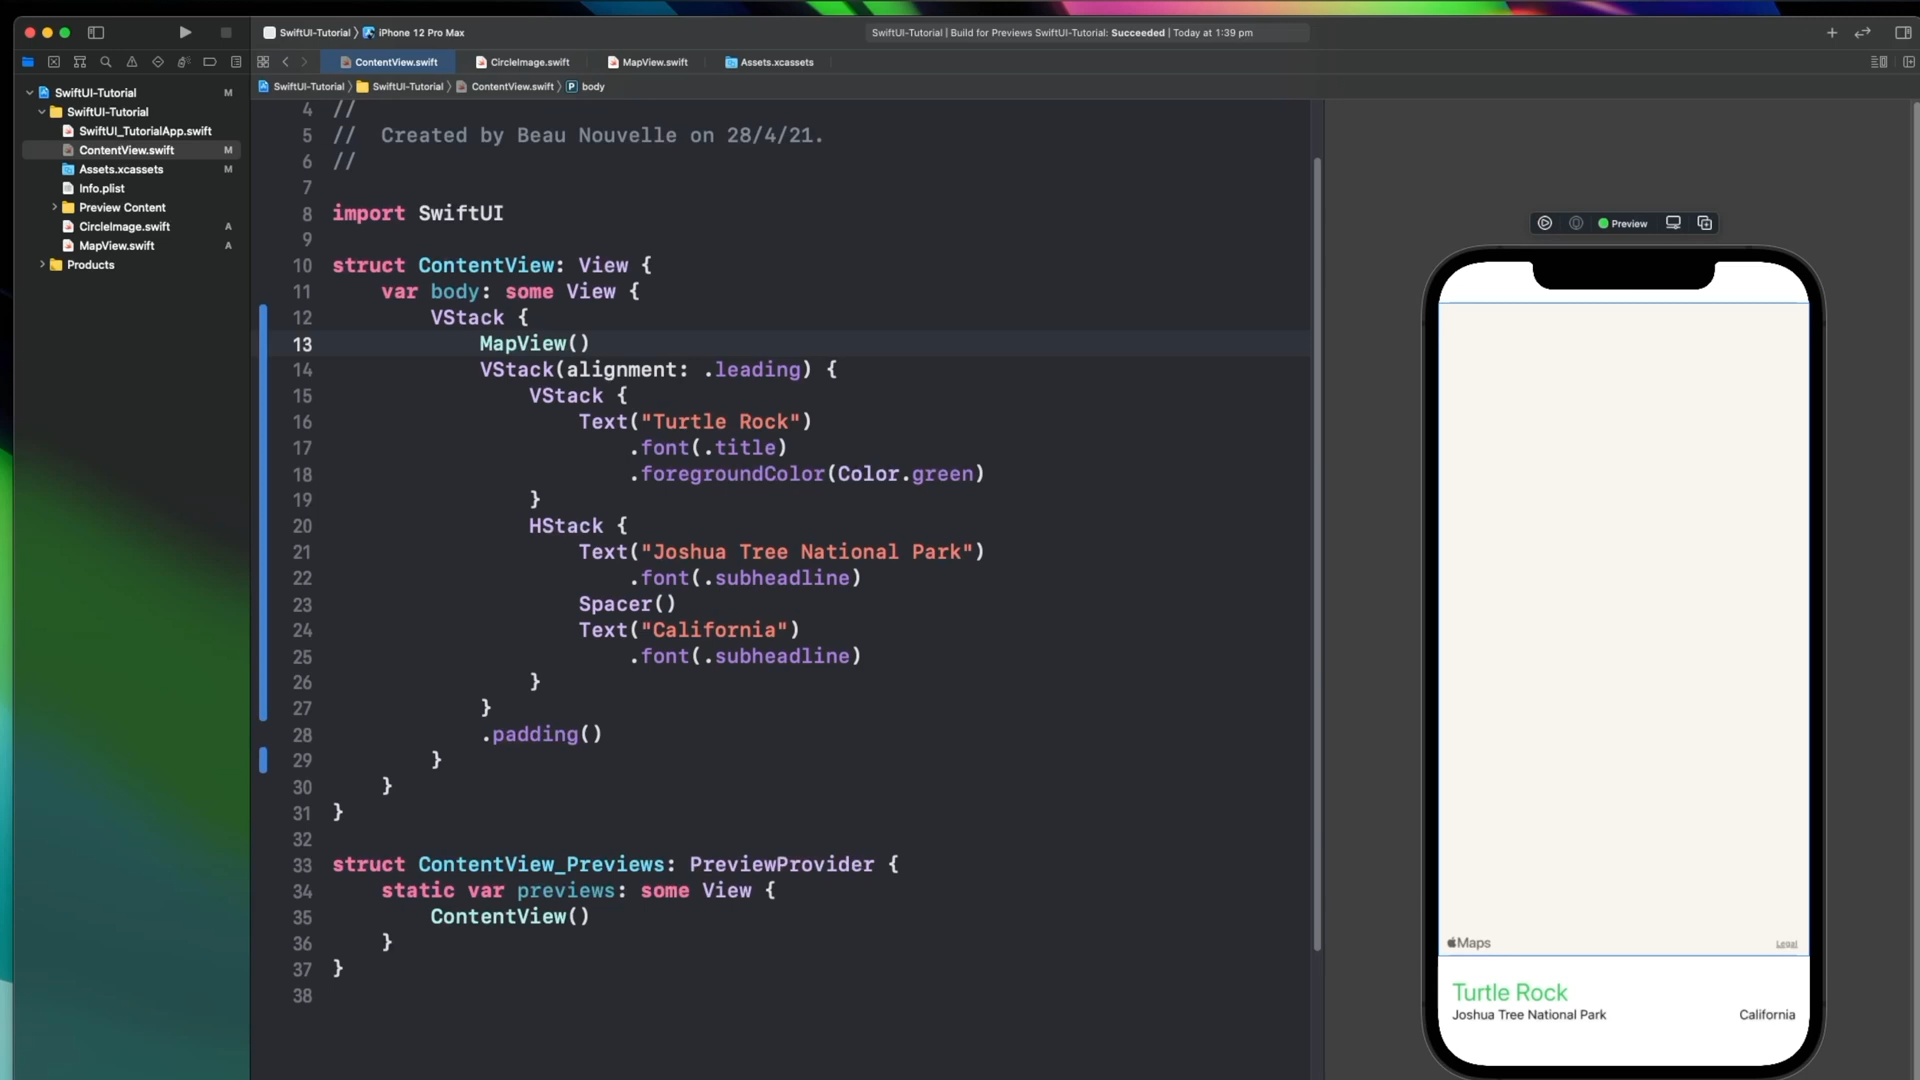 SwiftUI-Tutorial 〉 iPhone 12 Pro Max
SwiftUI-Tutorial | Build for Previews SwiftUI-Tutorial: Succeeded | Today at 1:39 pm
ContentView.swift
CircleImage.swift
MapView.swift
Assets.xcassets
SwiftUI-Tutorial 〉 SwiftUI-Tutorial 〉 ContentView.swift 〉 P body
SwiftUI-Tutorial M
SwiftUI-Tutorial
SwiftUI_TutorialApp.swift
ContentView.swift M
Assets.xcassets M
Info.plist
Preview Content
CircleImage.swift A
MapView.swift A
Products
4 //
5 //  Created by Beau Nouvelle on 28/4/21.
6 //
7
8 import SwiftUI
9
10 struct ContentView: View {
11     var body: some View {
12         VStack {
13             MapView()
14             VStack(alignment: .leading) {
15                 VStack {
16                     Text("Turtle Rock")
17                         .font(.title)
18                         .foregroundColor(Color.green)
19                 }
20                 HStack {
21                     Text("Joshua Tree National Park")
22                         .font(.subheadline)
23                     Spacer()
24                     Text("California")
25                         .font(.subheadline)
26                 }
27             }
28             .padding()
29         }
30     }
31 }
32
33 struct ContentView_Previews: PreviewProvider {
34     static var previews: some View {
35         ContentView()
36     }
37 }
38
Preview
Maps
Legal
Turtle Rock
Joshua Tree National Park
California